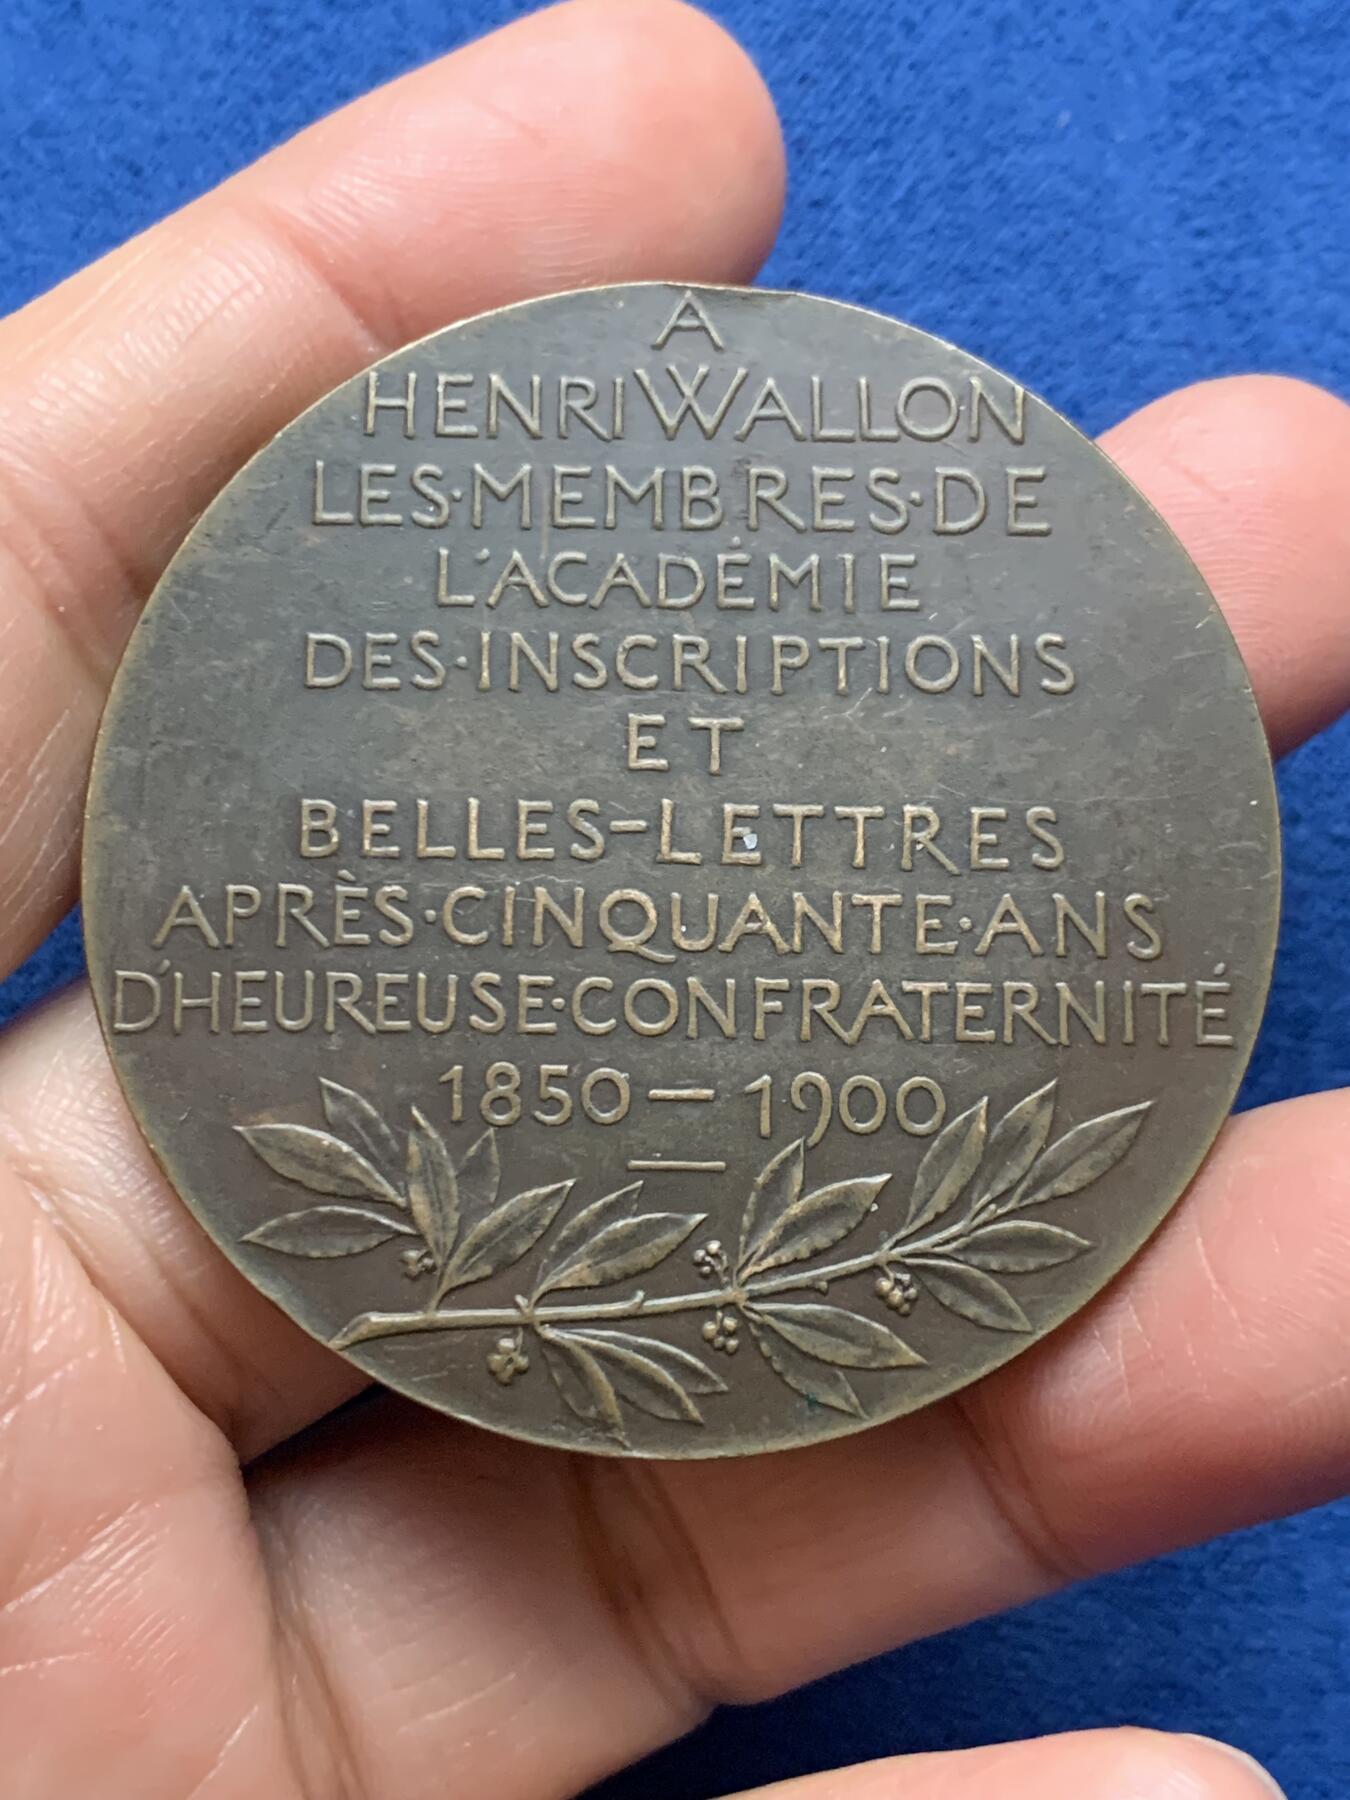 A
HENRI WALLON
LES·MEMBRES·DE
L'ACADÉMIE
DES·INSCRIPTIONS
ET
BELLES-LETTRES
APRÈS·CINQUANTE·ANS
D'HEUREUSE·CONFRATERNITÉ
1850 — 1900